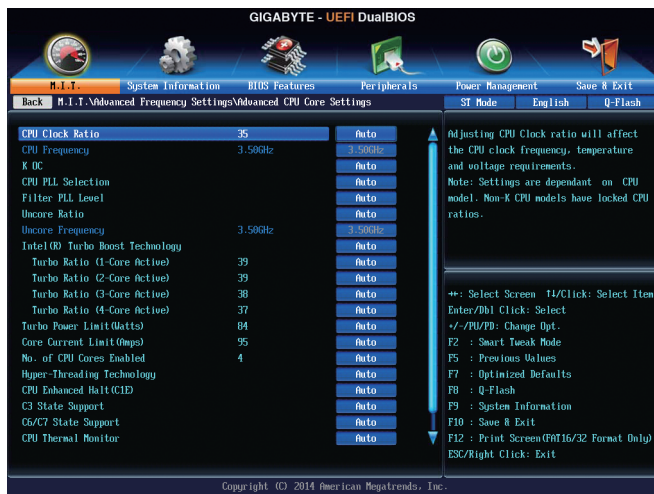 GIGABYTE - UEFI DualBIOS
M.I.T. System Information BIOS Features Peripherals Power Management Save & Exit
Back M.I.T.\Advanced Frequency Settings\Advanced CPU Core Settings ST Mode English Q-Flash
CPU Clock Ratio 35 Auto
CPU Frequency 3.50GHz 3.50GHz
K OC Auto
CPU PLL Selection Auto
Filter PLL Level Auto
Uncore Ratio Auto
Uncore Frequency 3.50GHz 3.50GHz
Intel(R) Turbo Boost Technology Auto
Turbo Ratio (1-Core Active) 39 Auto
Turbo Ratio (2-Core Active) 39 Auto
Turbo Ratio (3-Core Active) 38 Auto
Turbo Ratio (4-Core Active) 37 Auto
Turbo Power Limit(Watts) 84 Auto
Core Current Limit(Amps) 95 Auto
No. of CPU Cores Enabled 4 Auto
Hyper-Threading Technology Auto
CPU Enhanced Halt(C1E) Auto
C3 State Support Auto
C6/C7 State Support Auto
CPU Thermal Monitor Auto
Adjusting CPU Clock ratio will affect
the CPU clock frequency, temperature
and voltage requirements.
Note: Settings are dependant on CPU
model. Non-K CPU models have locked CPU
ratios.
↔: Select Screen ↑↓/Click: Select Item
Enter/Dbl Click: Select
+/-/PU/PD: Change Opt.
F2 : Smart Tweak Mode
F5 : Previous Values
F7 : Optimized Defaults
F8 : Q-Flash
F9 : System Information
F10 : Save & Exit
F12 : Print Screen(FAT16/32 Format Only)
ESC/Right Click: Exit
Copyright (C) 2014 American Megatrends, Inc.